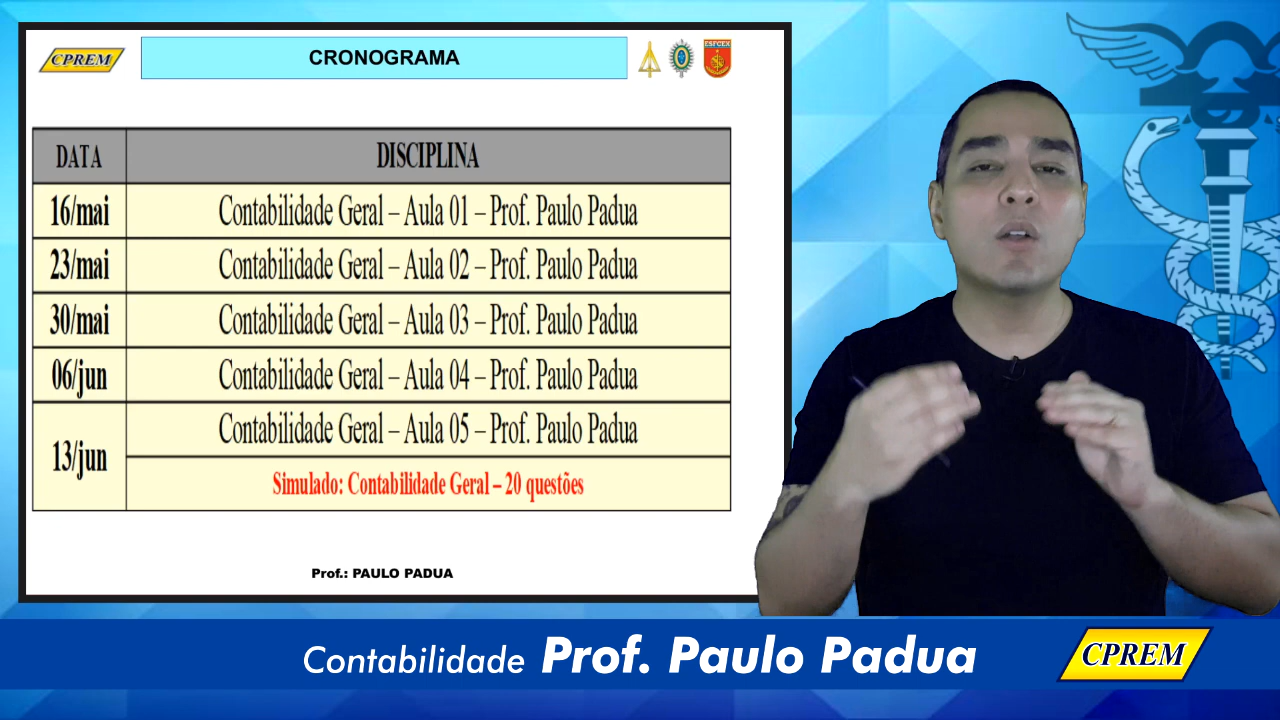 CPREM
CRONOGRAMA
ESFCEX
DATA DISCIPLINA
16/mai Contabilidade Geral – Aula 01 – Prof. Paulo Padua
23/mai Contabilidade Geral – Aula 02 – Prof. Paulo Padua
30/mai Contabilidade Geral – Aula 03 – Prof. Paulo Padua
06/jun Contabilidade Geral – Aula 04 – Prof. Paulo Padua
13/jun Contabilidade Geral – Aula 05 – Prof. Paulo Padua
Simulado: Contabilidade Geral – 20 questões
Prof.: PAULO PADUA
Contabilidade Prof. Paulo Padua
CPREM